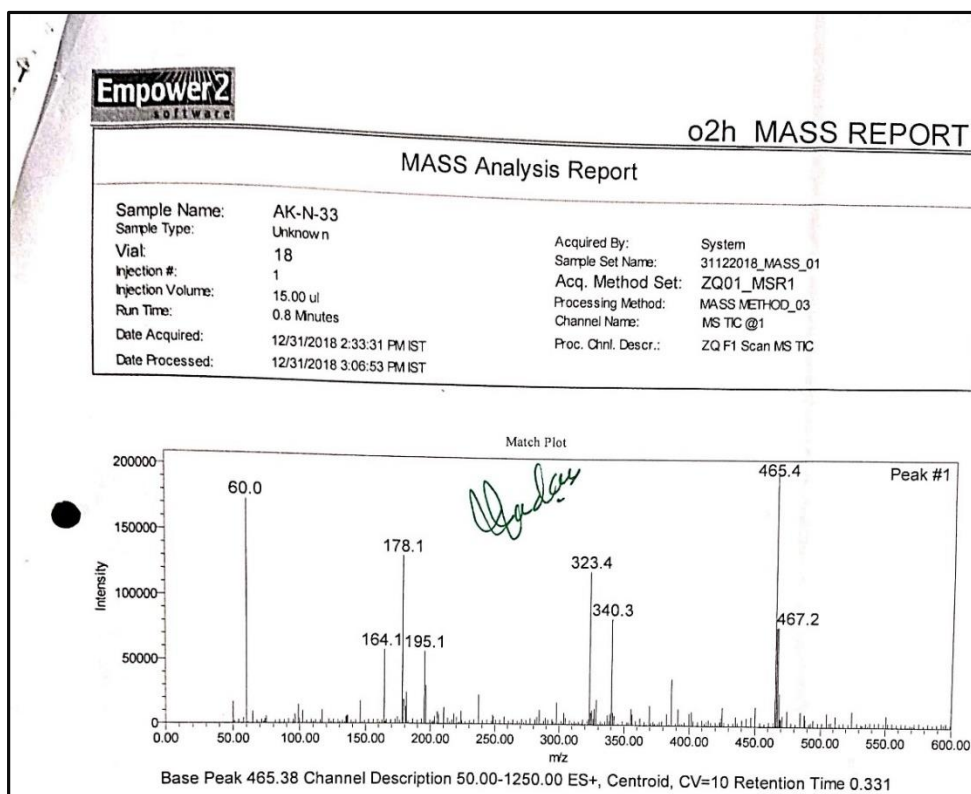 Empower2
software
o2h MASS REPORT
MASS Analysis Report
Sample Name: AK-N-33
Sample Type: Unknown
Vial: 18
Injection #: 1
Injection Volume: 15.00 ul
Run Time: 0.8 Minutes
Date Acquired: 12/31/2018 2:33:31 PM IST
Date Processed: 12/31/2018 3:06:53 PM IST
Acquired By: System
Sample Set Name: 31122018_MASS_01
Acq. Method Set: ZQ01_MSR1
Processing Method: MASS METHOD_03
Channel Name: MS TIC @1
Proc. Chnl. Descr.: ZQ F1 Scan MS TIC
Match Plot
Peak #1
200000
150000
100000
50000
0
Intensity
60.0
164.1
178.1
195.1
323.4
340.3
465.4
467.2
0.00 50.00 100.00 150.00 200.00 250.00 300.00 350.00 400.00 450.00 500.00 550.00 600.00
m/z
Base Peak 465.38 Channel Description 50.00-1250.00 ES+, Centroid, CV=10 Retention Time 0.331